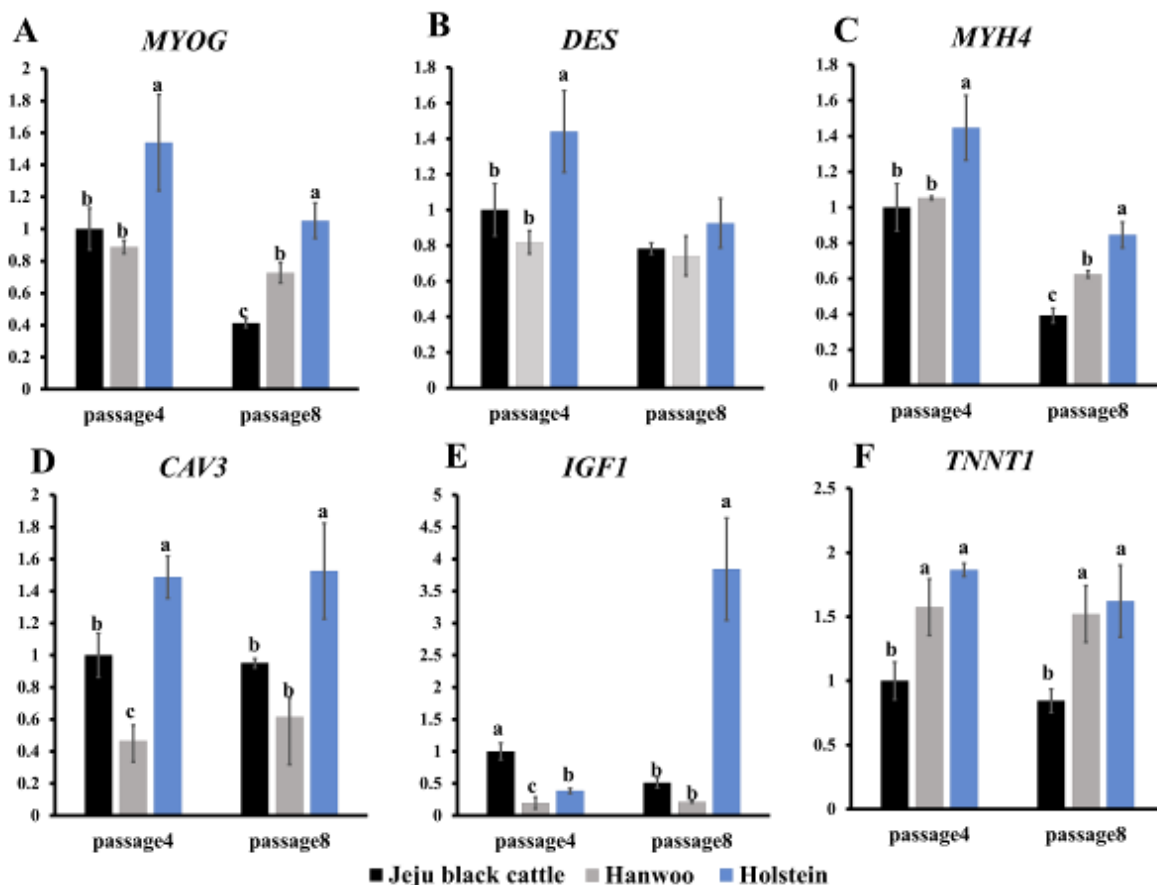 A MYOG
2
1.8
1.6
1.4
1.2
1
0.8
0.6
0.4
0.2
0
b
b
a
c
b
a
passage4 passage8
B DES
1.8
1.6
1.4
1.2
1
0.8
0.6
0.4
0.2
0
b
b
a
passage4 passage8
C MYH4
1.8
1.6
1.4
1.2
1
0.8
0.6
0.4
0.2
0
b
b
a
c
b
a
passage4 passage8
D CAV3
2
1.8
1.6
1.4
1.2
1
0.8
0.6
0.4
0.2
0
b
c
a
b
b
a
passage4 passage8
E IGF1
5
4.5
4
3.5
3
2.5
2
1.5
1
0.5
0
a
c
b
b
b
a
passage4 passage8
F TNNT1
2.5
2
1.5
1
0.5
0
b
a
a
b
a
a
passage4 passage8
Jeju black cattle Hanwoo Holstein